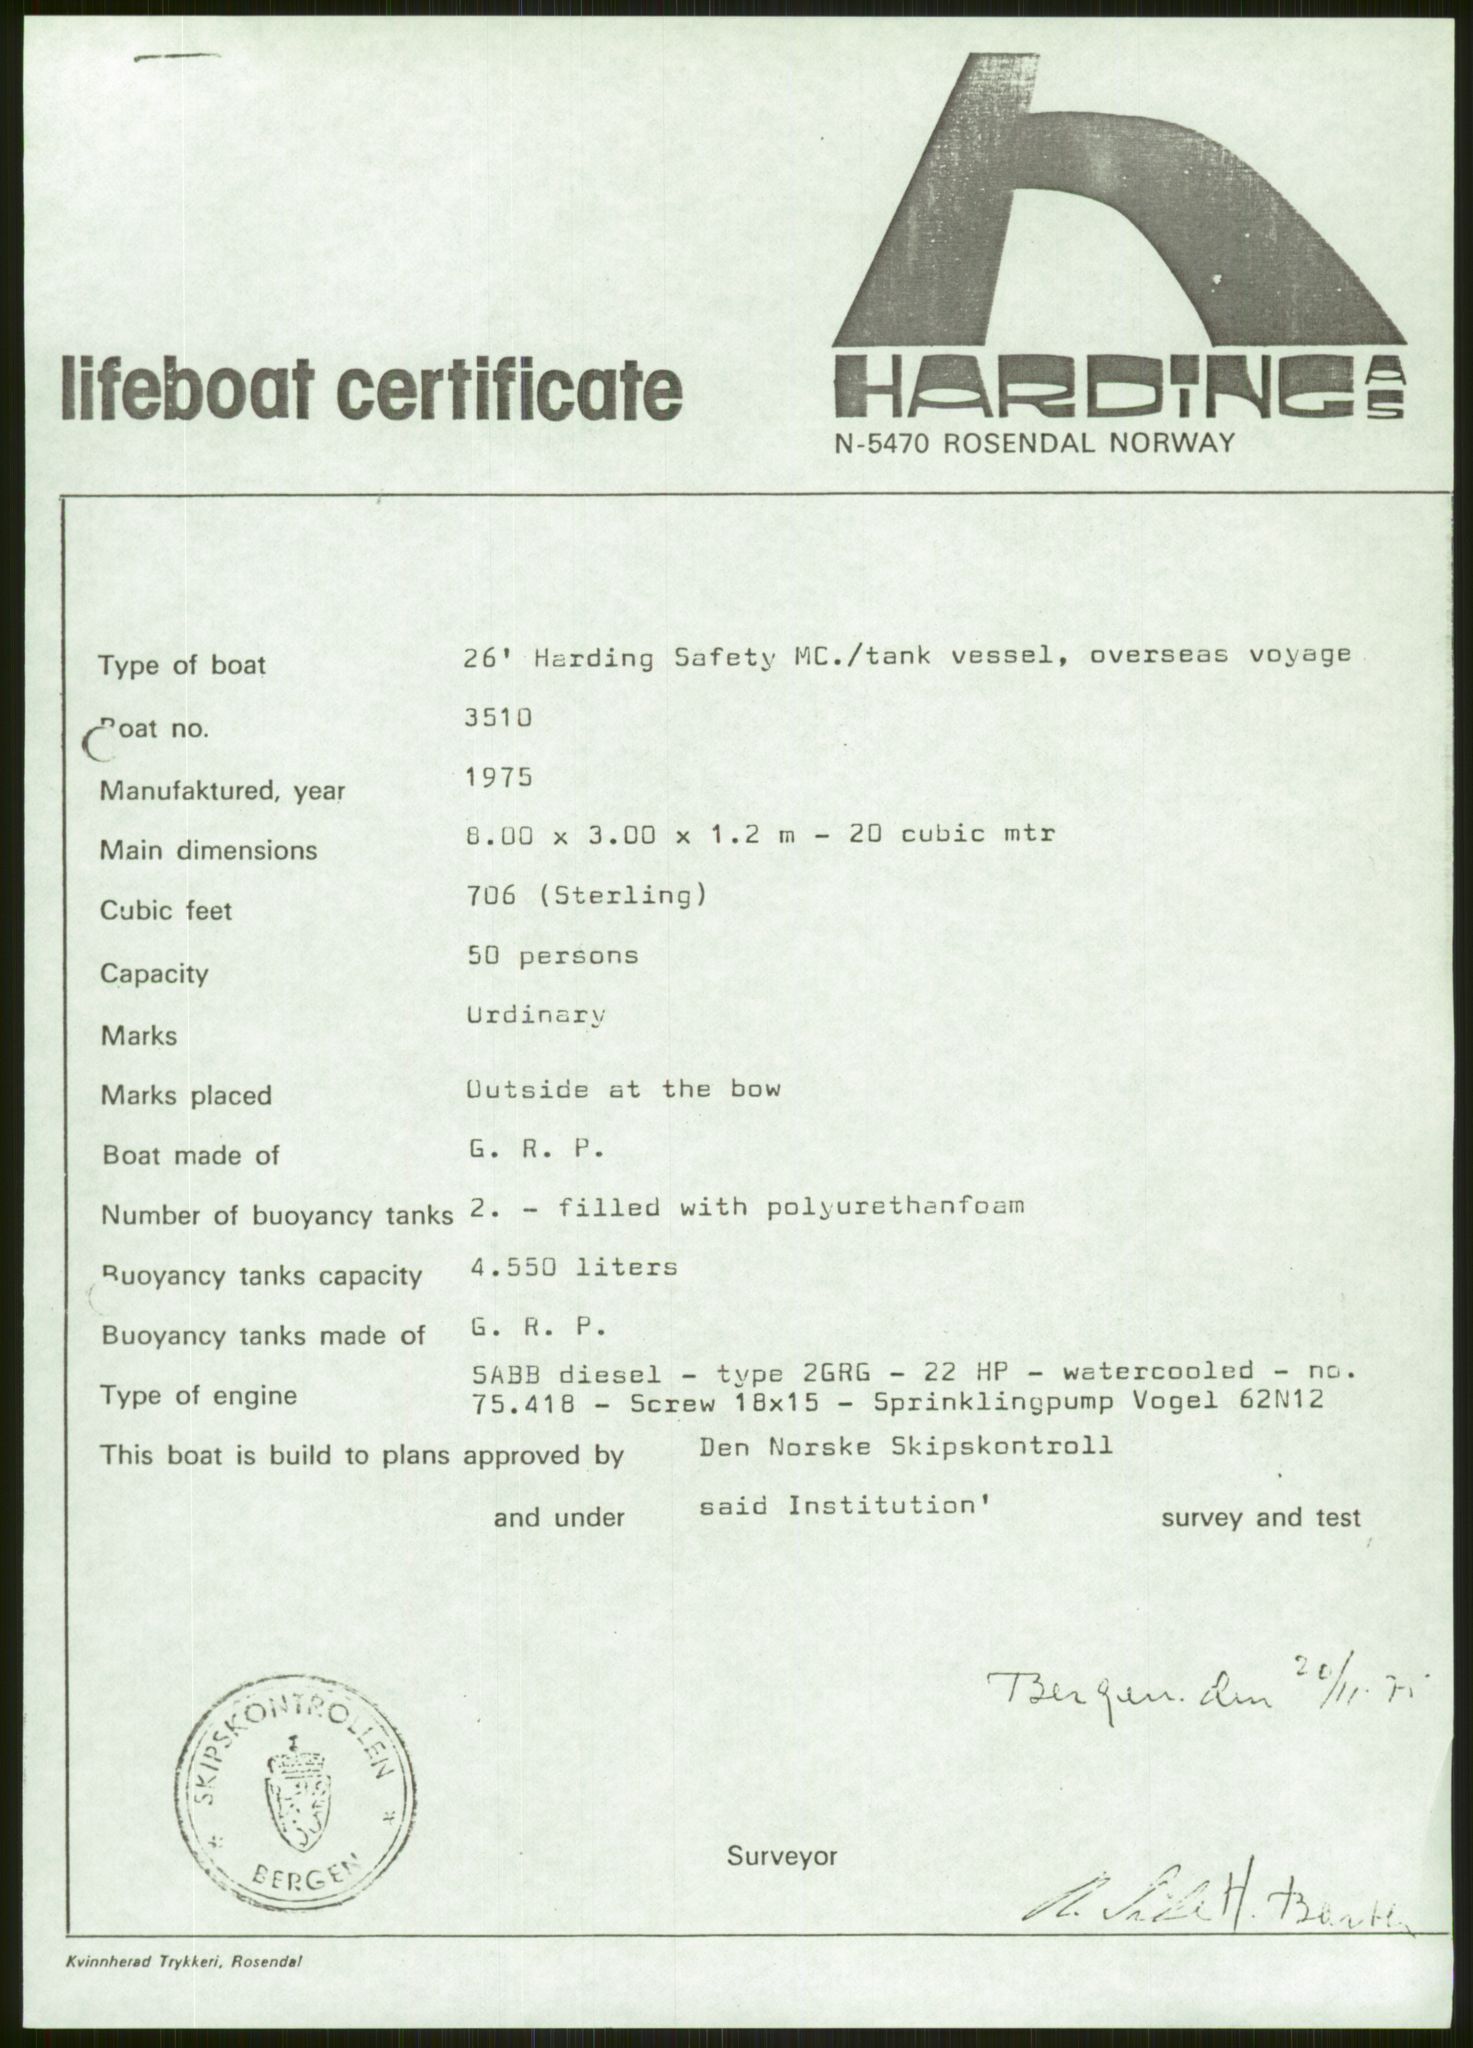 HARDING A/S
N-5470 ROSENDAL NORWAY
lifeboat certificate
Type of boat 26' Harding Safety MC./tank vessel, overseas voyage
Boat no. 3510
Manufaktured, year 1975
Main dimensions 8.00 x 3.00 x 1.2 m - 20 cubic mtr
Cubic feet 706 (Sterling)
Capacity 50 persons
Marks Ordinary
Marks placed Outside at the bow
Boat made of G. R. P.
Number of buoyancy tanks 2. - filled with polyurethanfoam
Buoyancy tanks capacity 4.550 liters
Buoyancy tanks made of G. R. P.
Type of engine SABB diesel - type 2GRG - 22 HP - watercooled - no.
75.418 - Screw 18x15 - Sprinklingpump Vogel 62N12
This boat is build to plans approved by Den Norske Skipskontroll
and under said Institution' survey and test
Bergen den 20/11-75
SKIPSKONTROLLEN
* *
BERGEN
Surveyor
Kvinnherad Trykkeri, Rosendal